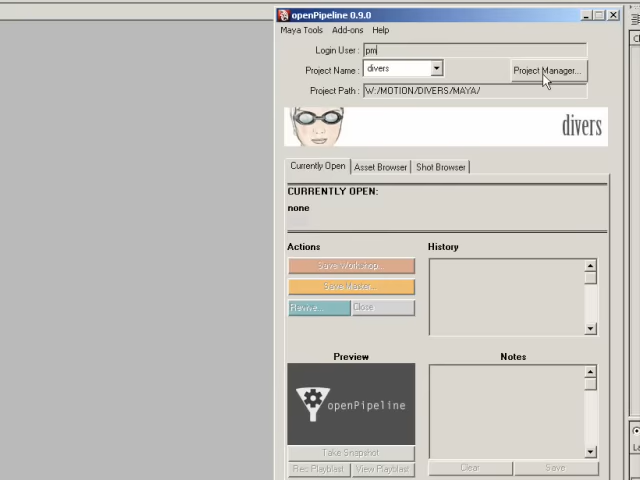 openPipeline 0.9.0
Maya Tools Add-ons Help
Login User : pm
Project Name : divers Project Manager...
Project Path : W:/MOTION/DIVERS/MAYA/
divers
Currently Open Asset Browser Shot Browser
CURRENTLY OPEN:
none
Actions History
Save Workshop...
Save Master...
Revive... Close
Preview Notes
openPipeline
Take Snapshot
Rec Playblast View Playblast Clear Save